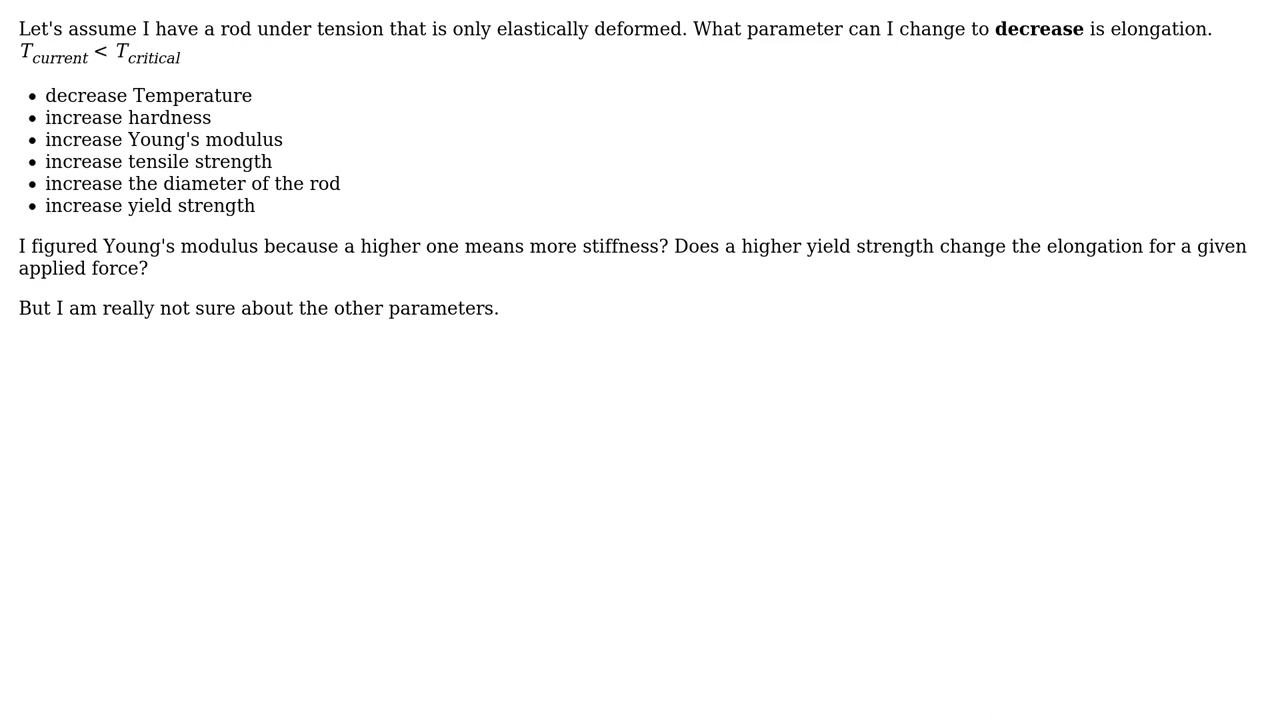 Let's assume I have a rod under tension that is only elastically deformed. What parameter can I change to decrease is elongation.
T_current < T_critical
• decrease Temperature
• increase hardness
• increase Young's modulus
• increase tensile strength
• increase the diameter of the rod
• increase yield strength
I figured Young's modulus because a higher one means more stiffness? Does a higher yield strength change the elongation for a given
applied force?
But I am really not sure about the other parameters.